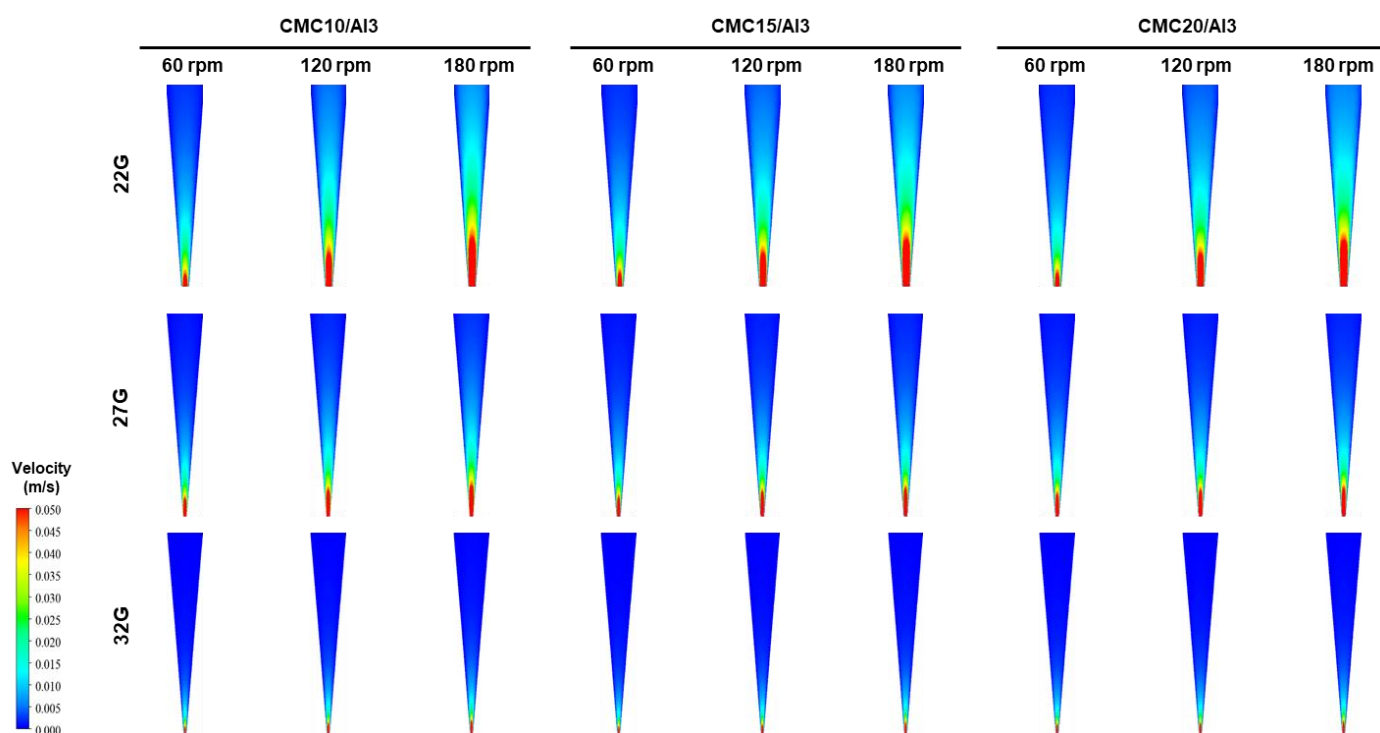 CMC10/Al3 CMC15/Al3 CMC20/Al3
60 rpm 120 rpm 180 rpm 60 rpm 120 rpm 180 rpm 60 rpm 120 rpm 180 rpm
22G
27G
32G
Velocity
(m/s)
0.050
0.045
0.040
0.035
0.030
0.025
0.020
0.015
0.010
0.005
0.000